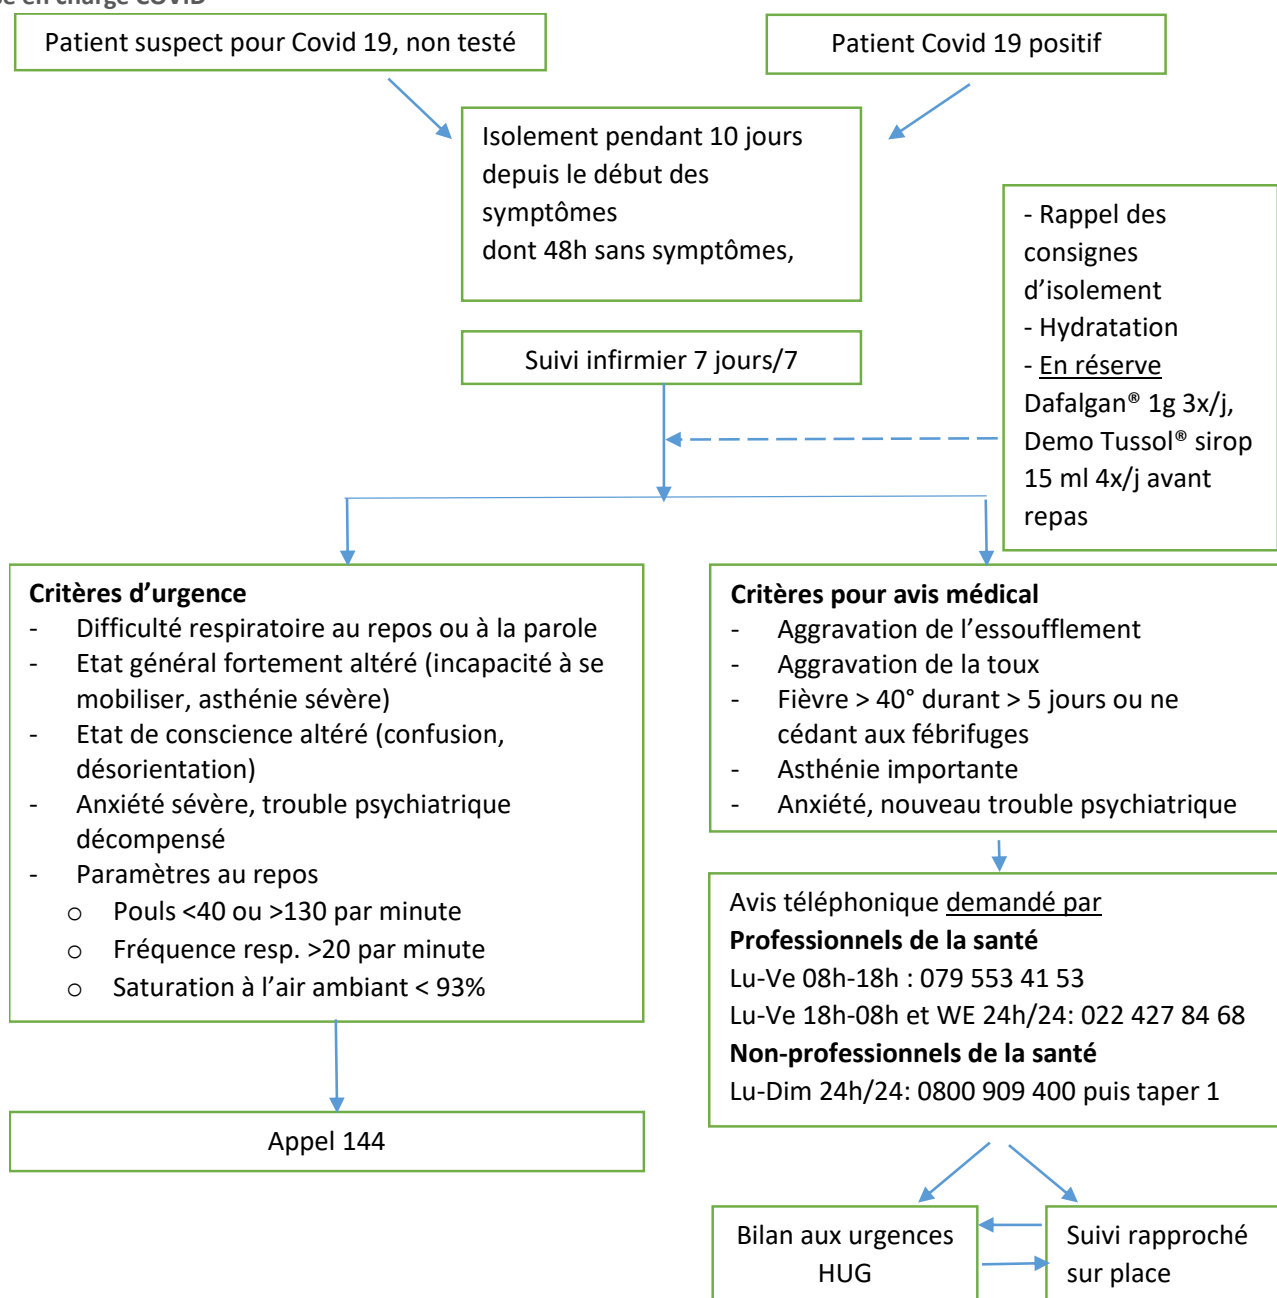 en charge COVID
Patient suspect pour Covid 19, non testé
Patient Covid 19 positif
Isolement pendant 10 jours
depuis le début des
symptômes
dont 48h sans symptômes,
- Rappel des
consignes
d’isolement
- Hydratation
- En réserve
Dafalgan® 1g 3x/j,
Demo Tussol® sirop
15 ml 4x/j avant
repas
Suivi infirmier 7 jours/7
Critères d’urgence
- Difficulté respiratoire au repos ou à la parole
- Etat général fortement altéré (incapacité à se
mobiliser, asthénie sévère)
- Etat de conscience altéré (confusion,
désorientation)
- Anxiété sévère, trouble psychiatrique
décompensé
- Paramètres au repos
o Pouls <40 ou >130 par minute
o Fréquence resp. >20 par minute
o Saturation à l’air ambiant < 93%
Appel 144
Critères pour avis médical
- Aggravation de l’essoufflement
- Aggravation de la toux
- Fièvre > 40° durant > 5 jours ou ne
cédant aux fébrifuges
- Asthénie importante
- Anxiété, nouveau trouble psychiatrique
Avis téléphonique demandé par
Professionnels de la santé
Lu-Ve 08h-18h : 079 553 41 53
Lu-Ve 18h-08h et WE 24h/24: 022 427 84 68
Non-professionnels de la santé
Lu-Dim 24h/24: 0800 909 400 puis taper 1
Bilan aux urgences
HUG
Suivi rapproché
sur place